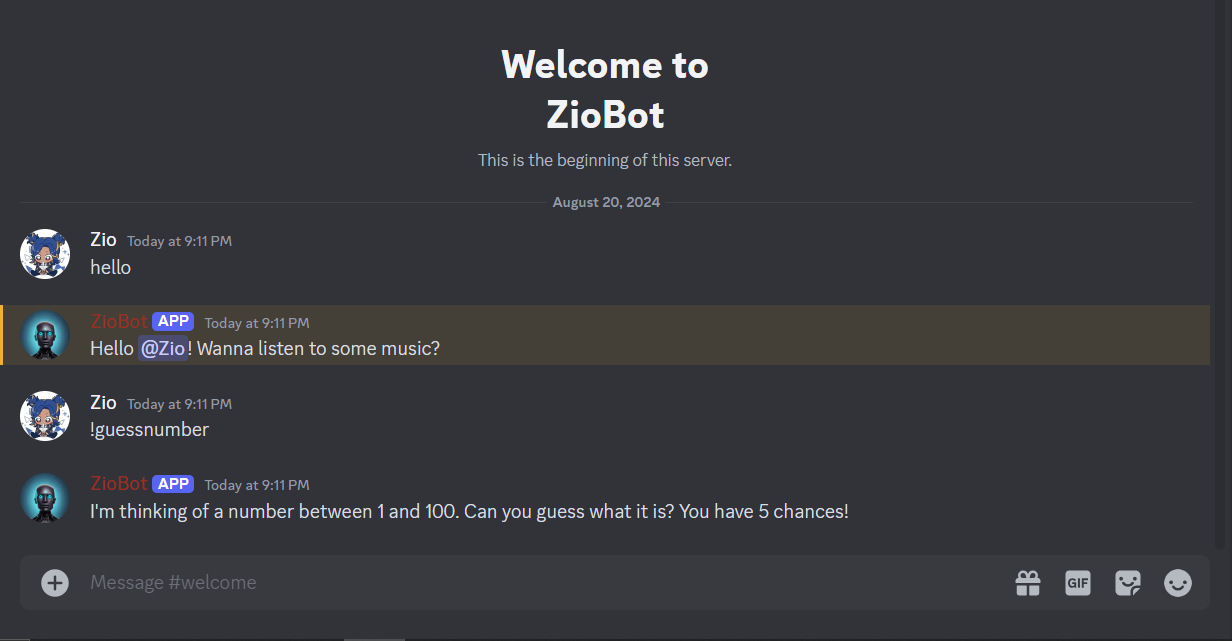 Welcome to
ZioBot
This is the beginning of this server.
August 20, 2024
Zio Today at 9:11 PM
hello
ZioBot APP Today at 9:11 PM
Hello @Zio! Wanna listen to some music?
Zio Today at 9:11 PM
!guessnumber
ZioBot APP Today at 9:11 PM
I'm thinking of a number between 1 and 100. Can you guess what it is? You have 5 chances!
Message #welcome
GIF